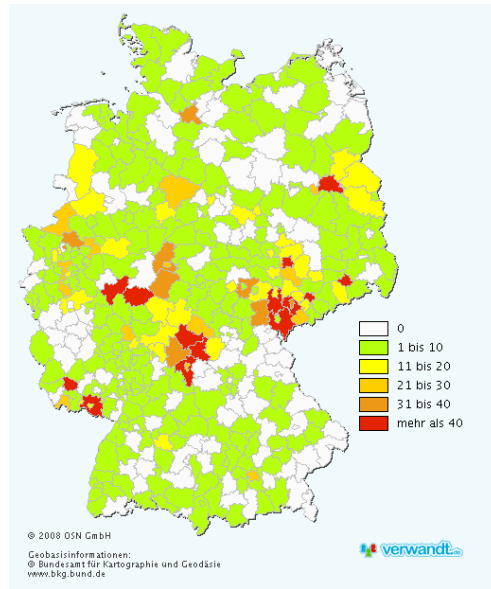 0
1 bis 10
11 bis 20
21 bis 30
31 bis 40
mehr als 40
© 2008 OSN GmbH
Geobasisinformationen:
© Bundesamt für Kartographie und Geodäsie
www.bkg.bund.de
verwandt.de